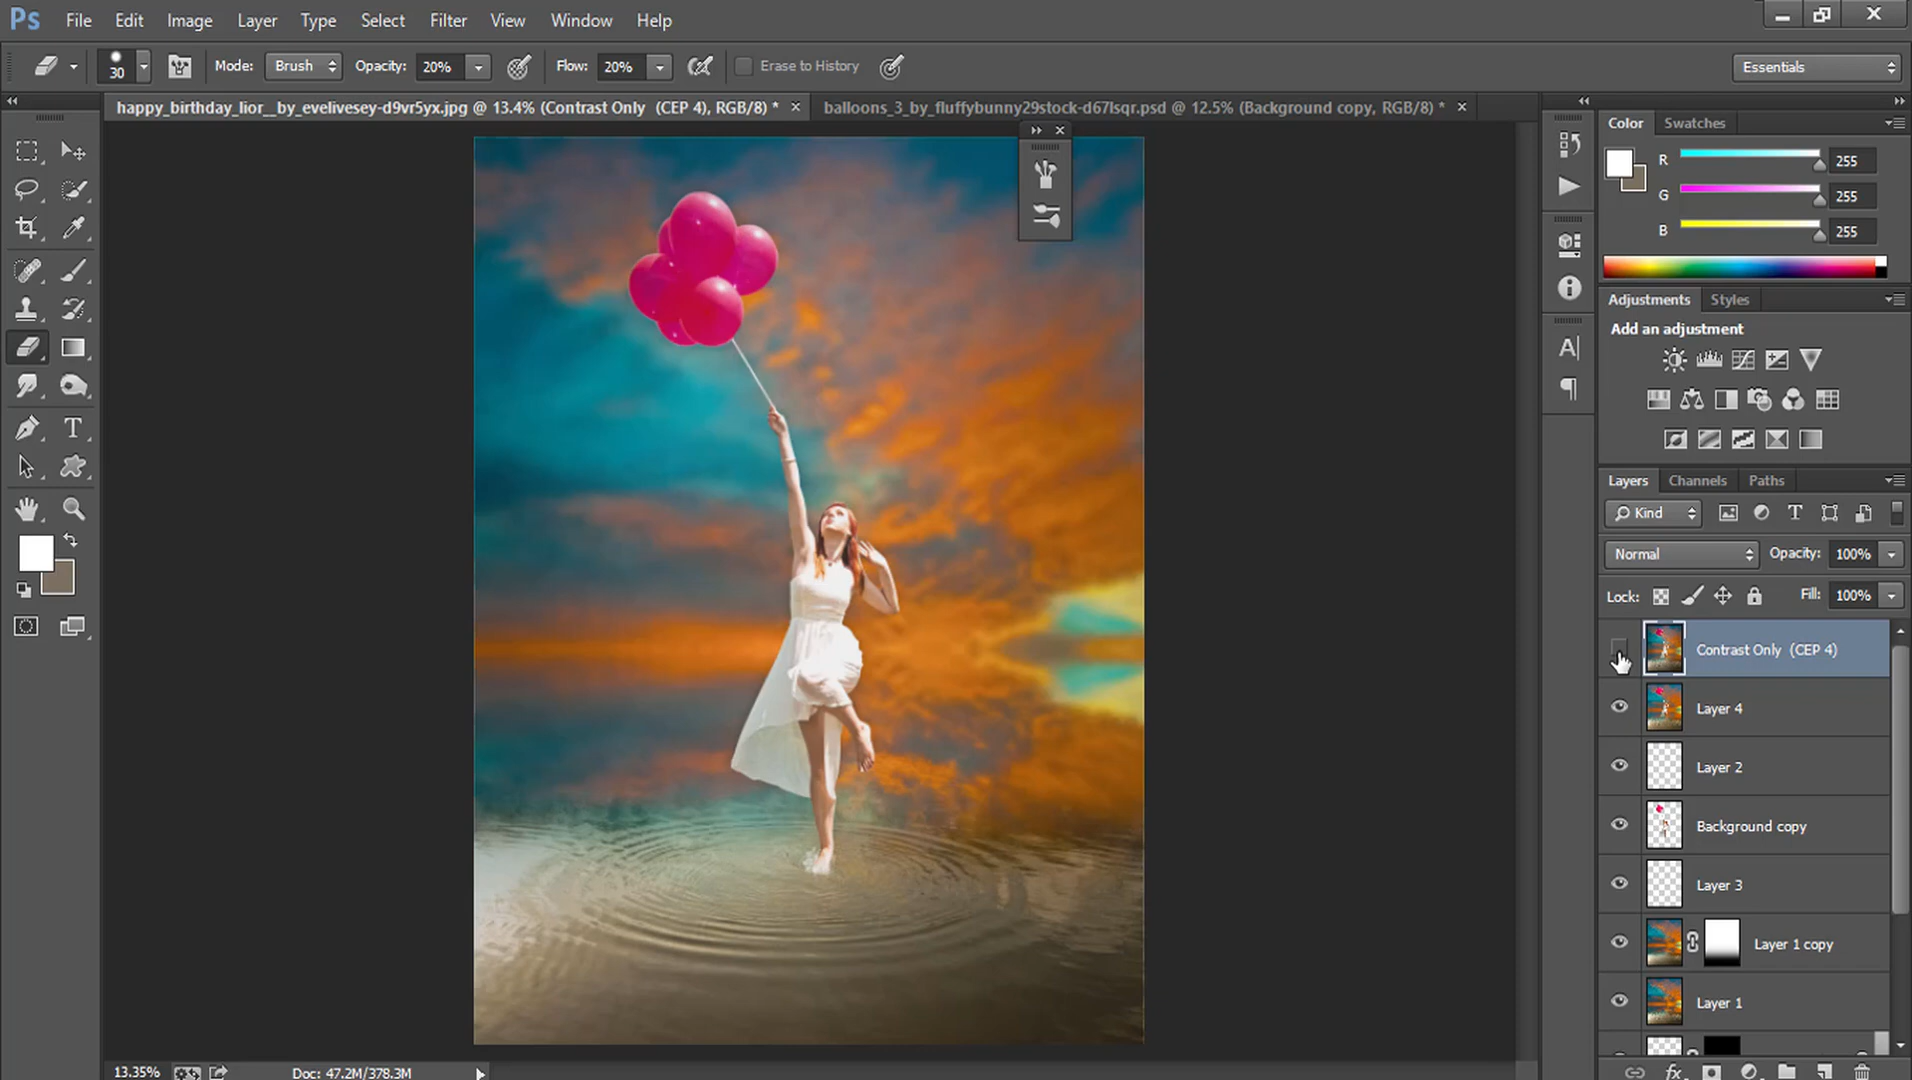 Ps File Edit Image Layer Type Select Filter View Window Help
30 Mode: Brush Opacity: 20% Flow: 20% Erase to History Essentials
happy_birthday_lior__by_evelivesey-d9vr5yx.jpg @ 13.4% (Contrast Only (CEP 4), RGB/8) * × balloons_3_by_fluffybunny29stock-d67lsqr.psd @ 12.5% (Background copy, RGB/8) * ×
Color Swatches
R 255
G 255
B 255
Adjustments Styles
Add an adjustment
Layers Channels Paths
Kind
Normal Opacity: 100%
Lock: Fill: 100%
Contrast Only (CEP 4)
Layer 4
Layer 2
Background copy
Layer 3
Layer 1 copy
Layer 1
13.35% Doc: 47.2M/378.3M